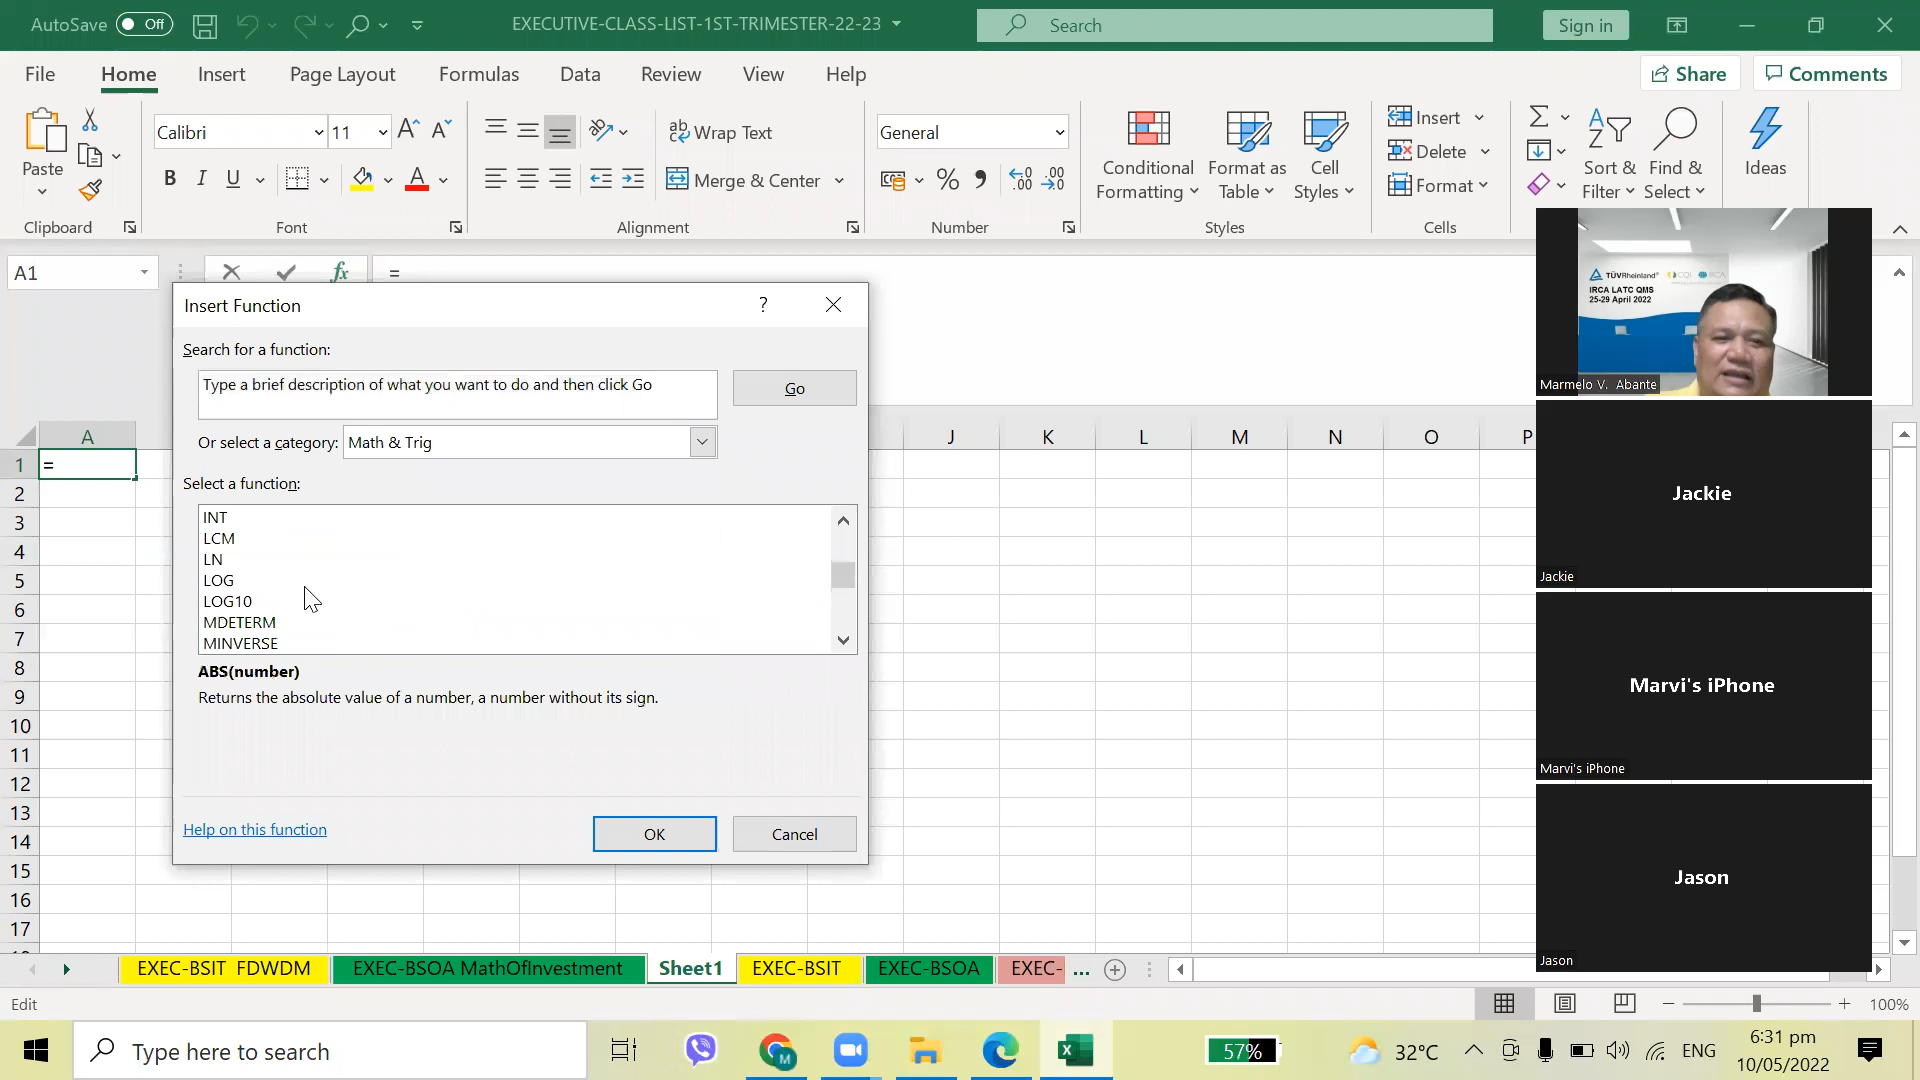 AutoSave Off
EXECUTIVE-CLASS-LIST-1ST-TRIMESTER-22-23
Search
Sign in
File Home Insert Page Layout Formulas Data Review View Help
Share Comments
Paste
Calibri 11
B I U
ab Wrap Text
Merge & Center
General
Conditional Formatting
Format as Table
Cell Styles
Insert
Delete
Format
Sort & Filter
Find & Select
Ideas
Clipboard Font Alignment Number Styles Cells
A1
fx
=
Insert Function
?
Search for a function:
Type a brief description of what you want to do and then click Go
Go
Or select a category: Math & Trig
Select a function:
INT
LCM
LN
LOG
LOG10
MDETERM
MINVERSE
ABS(number)
Returns the absolute value of a number, a number without its sign.
Help on this function
OK
Cancel
A J K L M N O P
1 =
2
3
4
5
6
7
8
9
10
11
12
13
14
15
16
17
TÜVRheinland
CQI IRCA
IRCA LATC QMS
25-29 April 2022
Marmelo V. Abante
Jackie
Jackie
Marvi's iPhone
Marvi's iPhone
Jason
Jason
EXEC-BSIT FDWDM
EXEC-BSOA MathOfInvestment
Sheet1
EXEC-BSIT
EXEC-BSOA
EXEC- ...
Edit
100%
Type here to search
57%
32°C
ENG
6:31 pm
10/05/2022